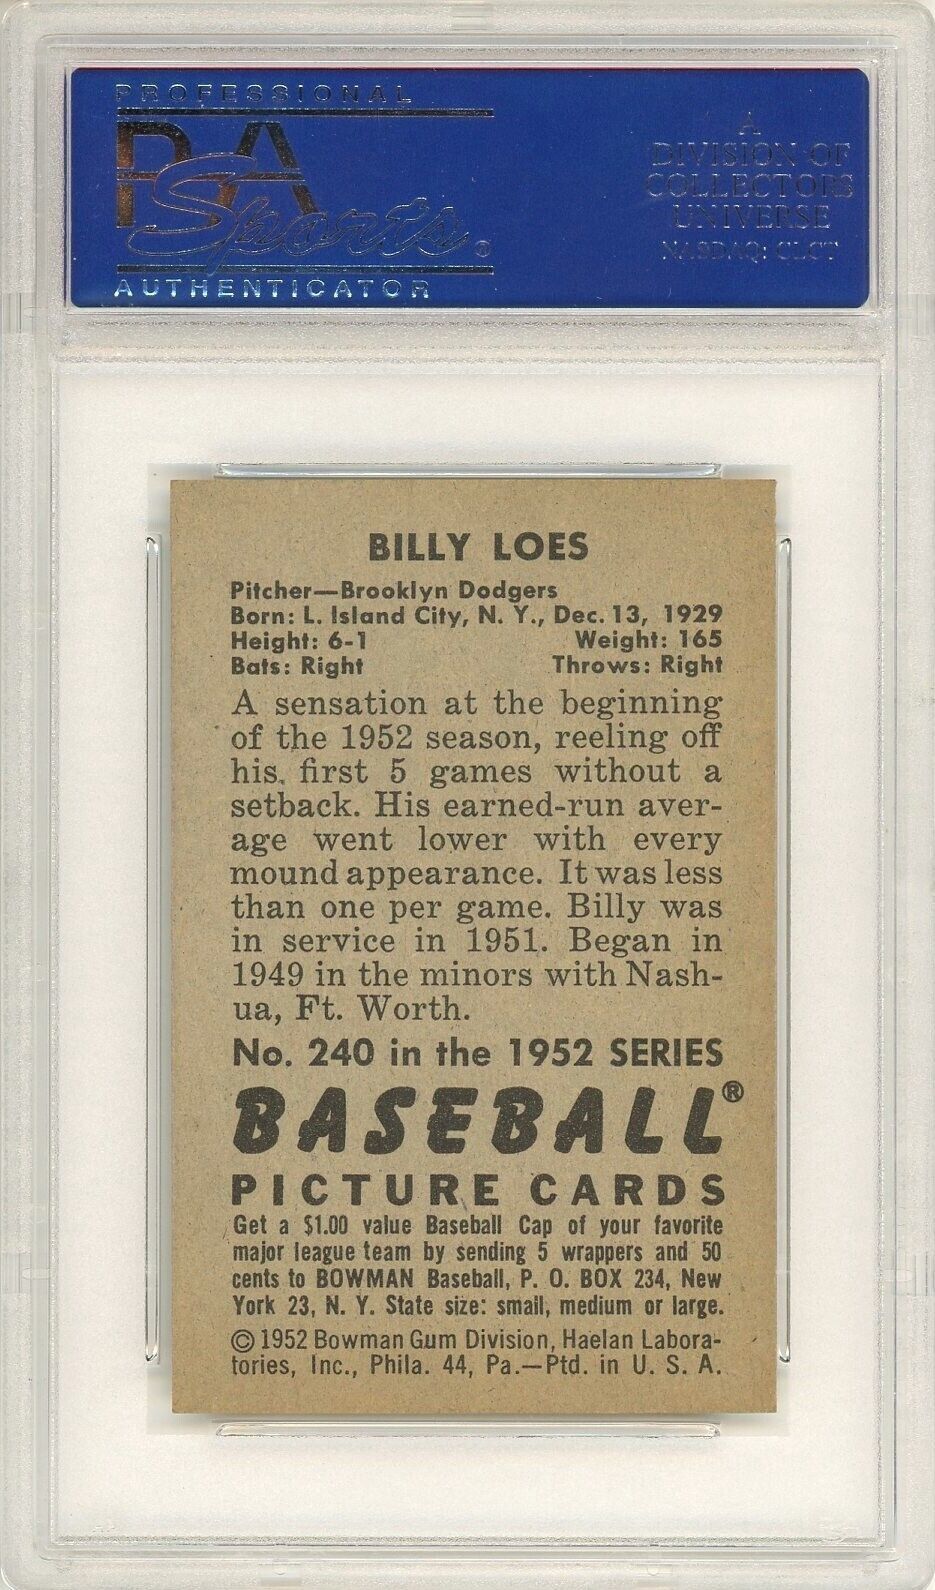 PROFESSIONAL
PSA
Sports®
AUTHENTICATOR
A
DIVISION OF
COLLECTORS
UNIVERSE
NASDAQ: CLCT
BILLY LOES
Pitcher—Brooklyn Dodgers
Born: L. Island City, N. Y., Dec. 13, 1929
Height: 6-1 Weight: 165
Bats: Right Throws: Right
A sensation at the beginning
of the 1952 season, reeling off
his first 5 games without a
setback. His earned-run aver-
age went lower with every
mound appearance. It was less
than one per game. Billy was
in service in 1951. Began in
1949 in the minors with Nash-
ua, Ft. Worth.
No. 240 in the 1952 SERIES
BASEBALL®
PICTURE CARDS
Get a $1.00 value Baseball Cap of your favorite
major league team by sending 5 wrappers and 50
cents to BOWMAN Baseball, P. O. BOX 234, New
York 23, N. Y. State size: small, medium or large.
© 1952 Bowman Gum Division, Haelan Labora-
tories, Inc., Phila. 44, Pa.—Ptd. in U. S. A.